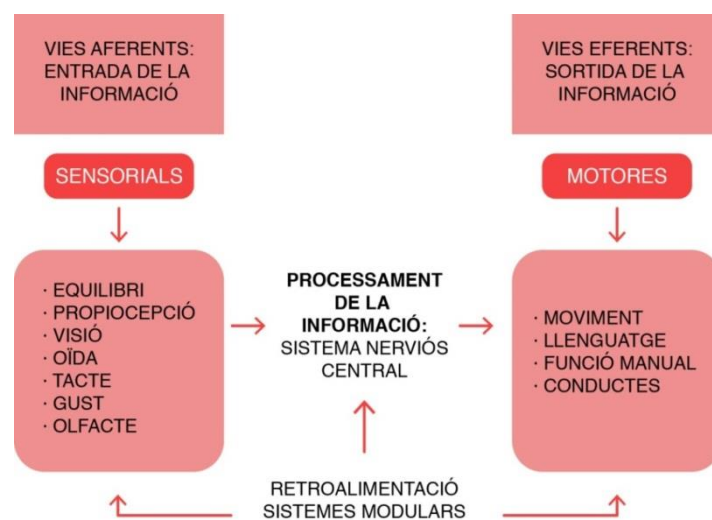 VIES AFERENTS:
ENTRADA DE LA
INFORMACIÓ
VIES EFERENTS:
SORTIDA DE LA
INFORMACIÓ
SENSORIALS
MOTORES
· EQUILIBRI
· PROPIOCEPCIÓ
· VISIÓ
· OÏDA
· TACTE
· GUST
· OLFACTE
PROCESSAMENT
DE LA
INFORMACIÓ:
SISTEMA NERVIÓS
CENTRAL
· MOVIMENT
· LLENGUATGE
· FUNCIÓ MANUAL
· CONDUCTES
RETROALIMENTACIÓ
SISTEMES MODULARS